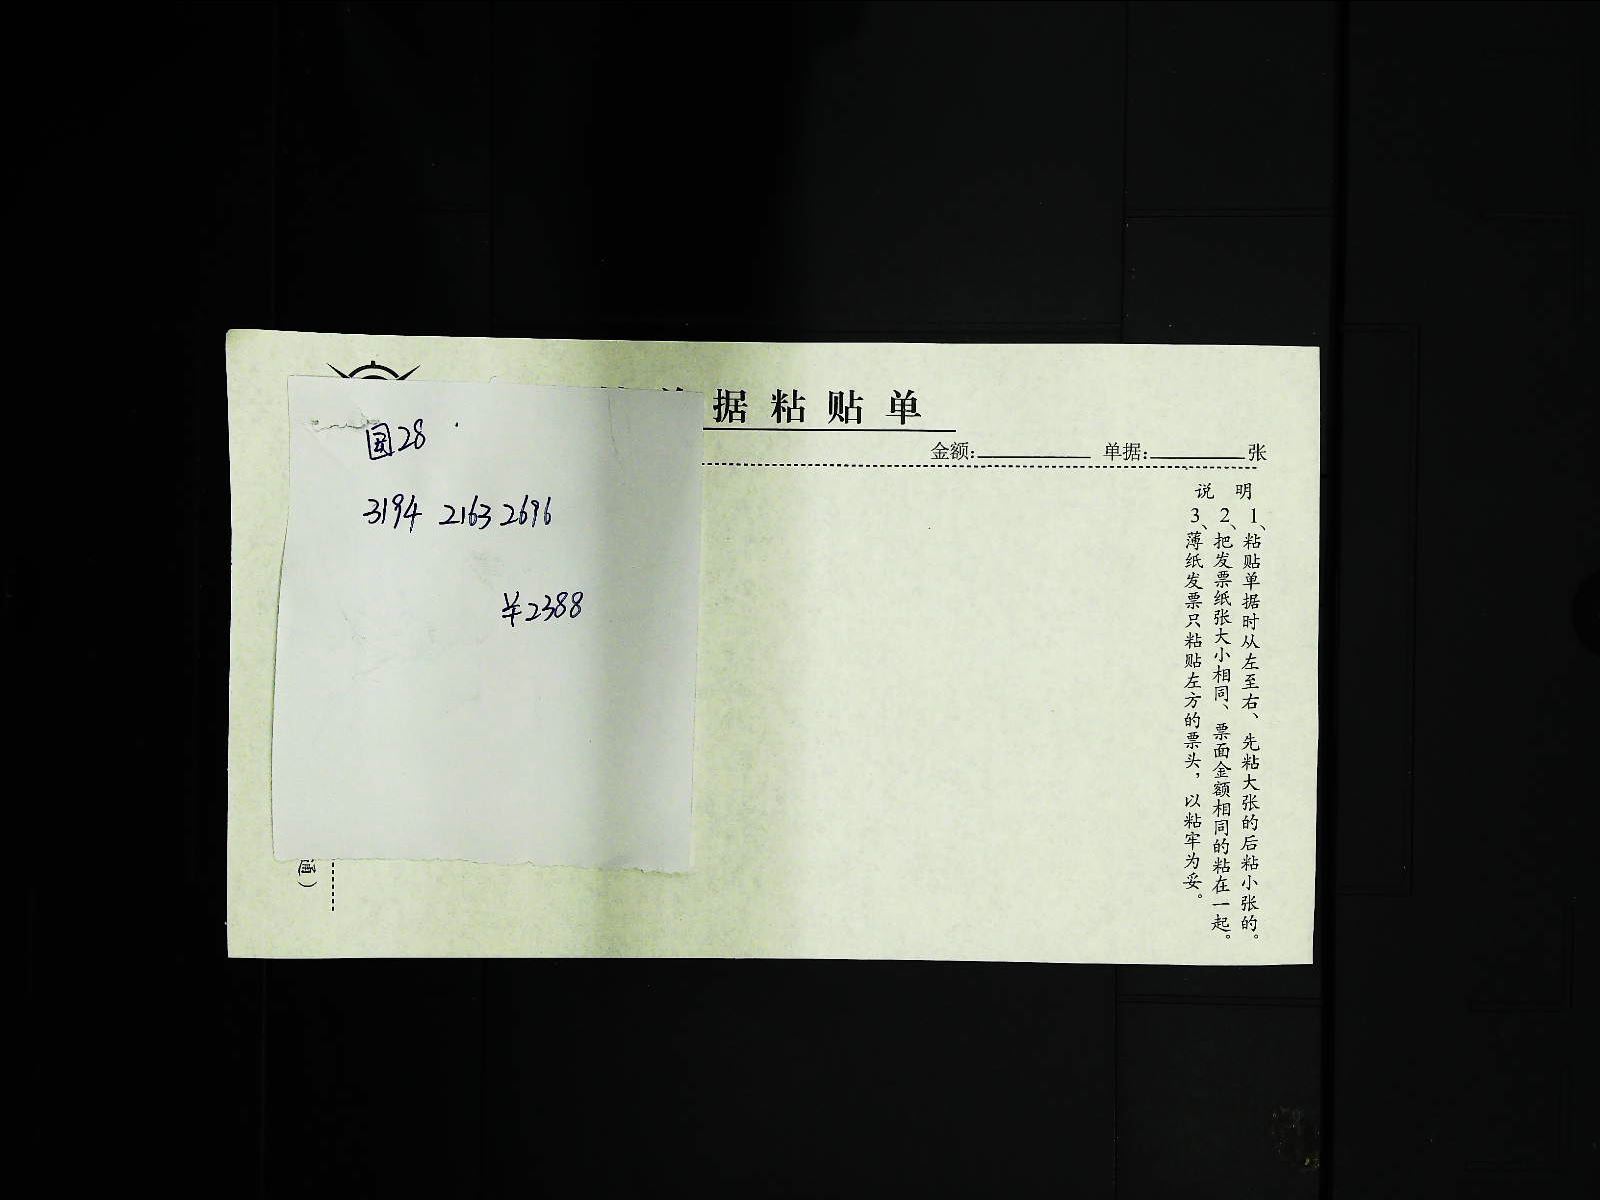 据粘贴单
金额: 单据: 张
国28
3194 2163 2696
¥2388
说明
1、粘贴单据时从左至右、先粘大张的后粘小张的。
2、把发票纸张大小相同、票面金额相同的粘在一起。
3、薄纸发票只粘贴左方的票头，以粘牢为妥。
通）